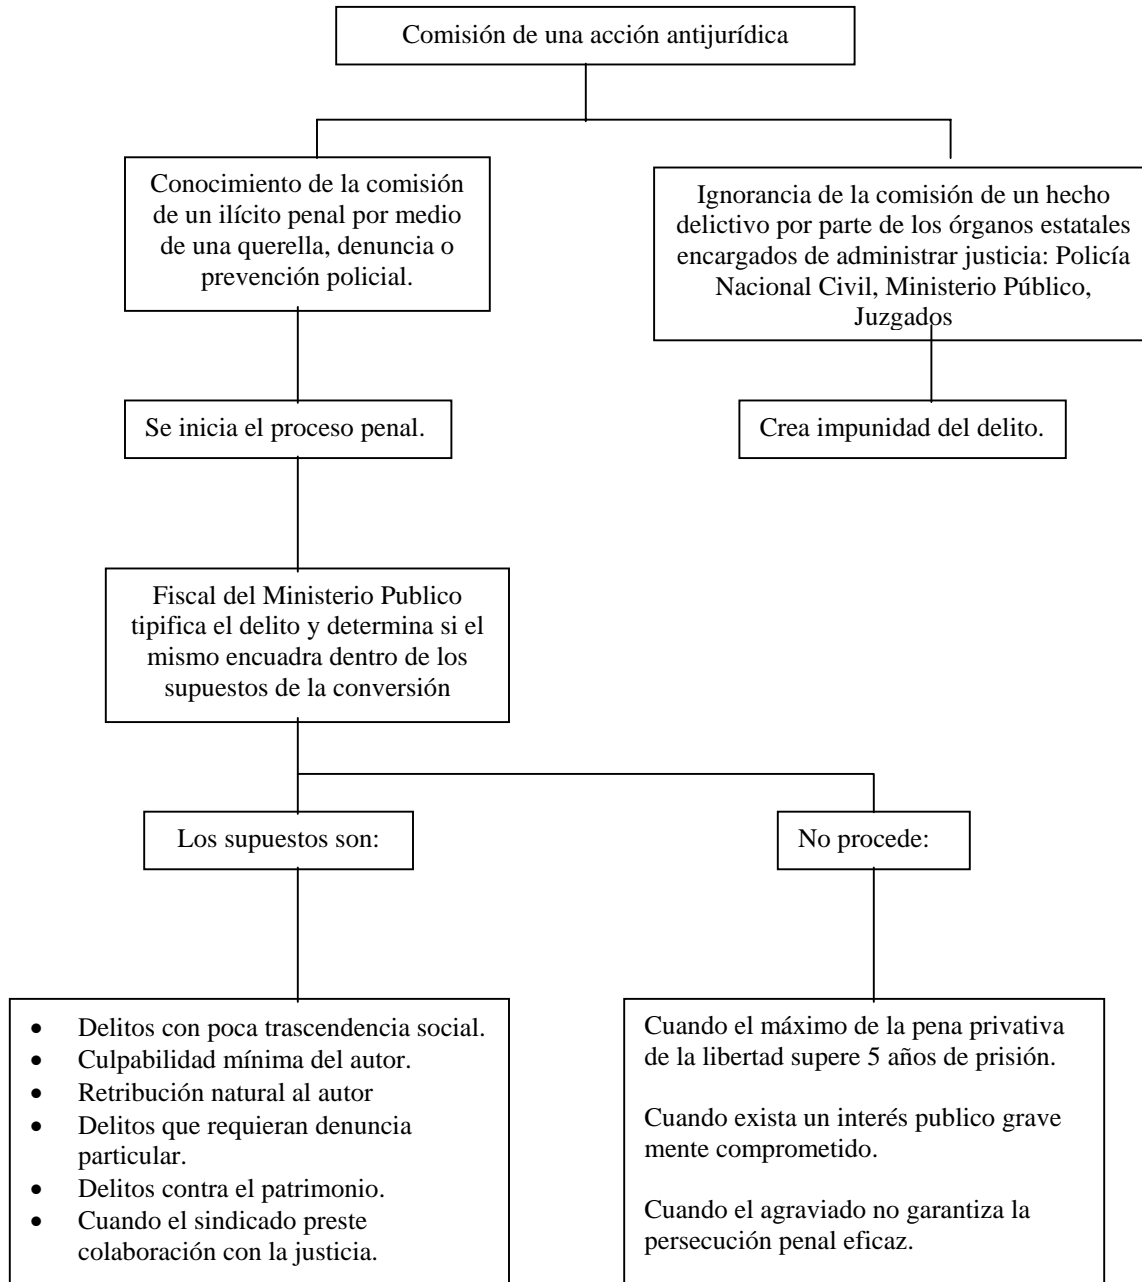 Comisión de una acción antijurídica
Conocimiento de la comisión
de un ilícito penal por medio
de una querella, denuncia o
prevención policial.
Ignorancia de la comisión de un hecho
delictivo por parte de los órganos estatales
encargados de administrar justicia: Policía
Nacional Civil, Ministerio Público,
Juzgados
Se inicia el proceso penal.
Crea impunidad del delito.
Fiscal del Ministerio Publico
tipifica el delito y determina si el
mismo encuadra dentro de los
supuestos de la conversión
Los supuestos son:
No procede:
• Delitos con poca trascendencia social.
• Culpabilidad mínima del autor.
• Retribución natural al autor
• Delitos que requieran denuncia
particular.
• Delitos contra el patrimonio.
• Cuando el sindicado preste
colaboración con la justicia.
Cuando el máximo de la pena privativa
de la libertad supere 5 años de prisión.
Cuando exista un interés publico grave
mente comprometido.
Cuando el agraviado no garantiza la
persecución penal eficaz.